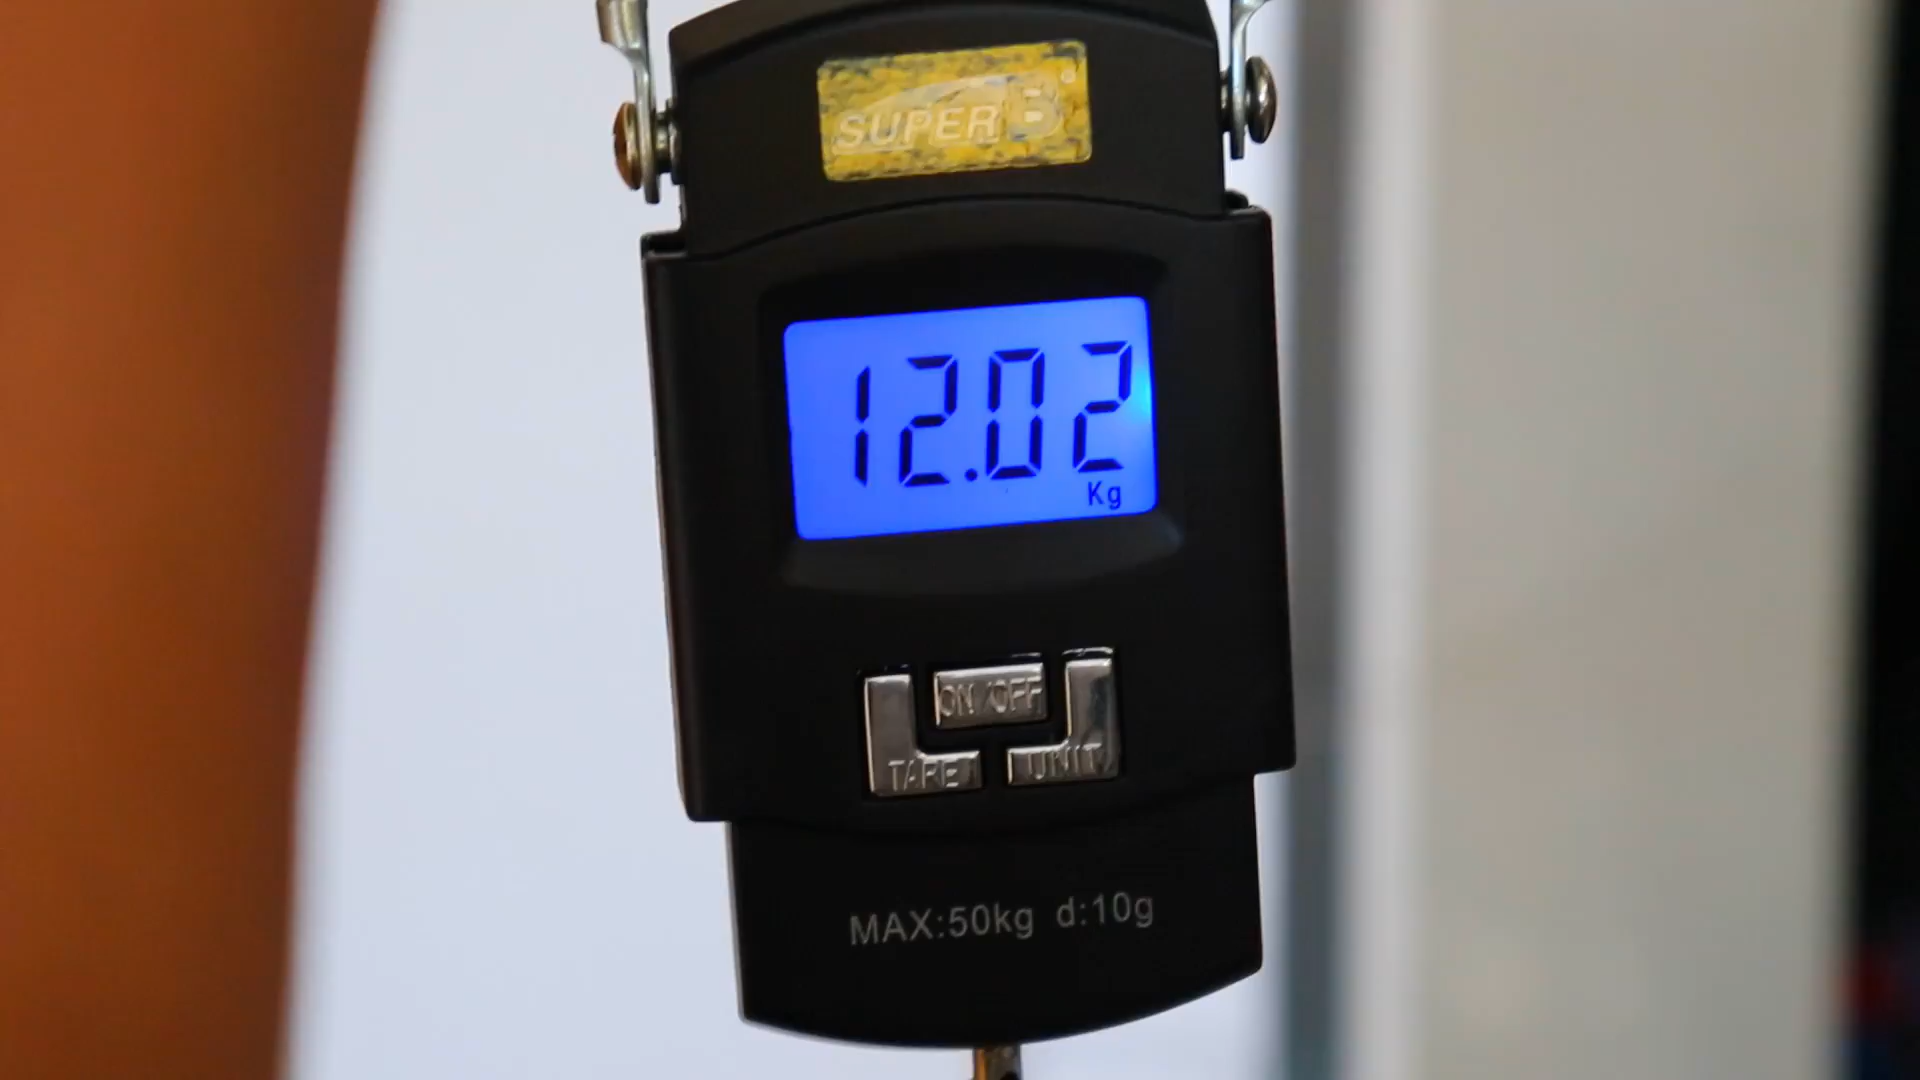 SUPER B
12.02
Kg
ON/OFF
TARE UNIT
MAX:50kg d:10g